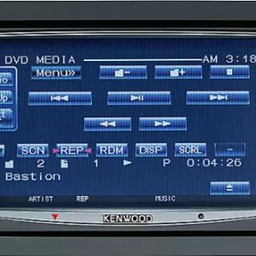 DVD MEDIA AM 3:18
Menu»
SCN REP RDM DISP SCRL
2 1 P 0:04:26
Bastion
ARTIST REP MUSIC
KENWOOD